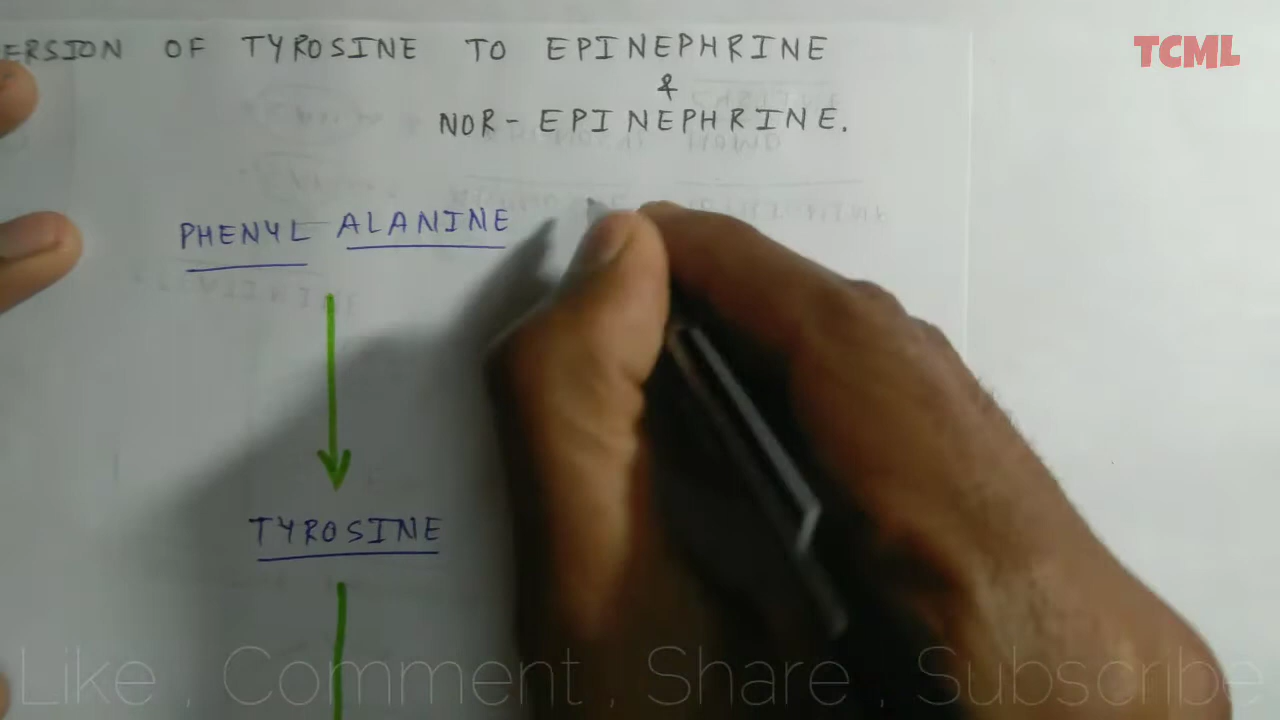 ERSION OF TYROSINE TO EPINEPHRINE
&
NOR-EPINEPHRINE.
TCML
PHENYL ALANINE
TYROSINE
Like, Comment, Share, Subscribe